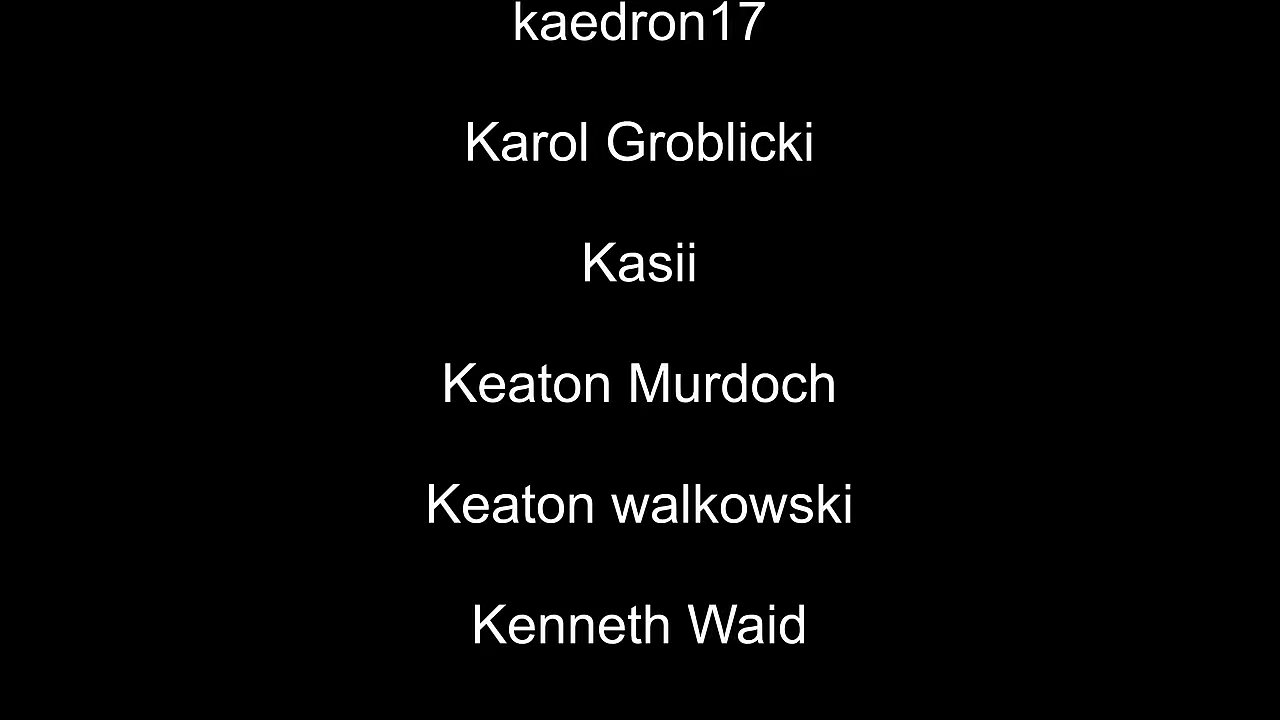 kaedron17
Karol Groblicki
Kasii
Keaton Murdoch
Keaton walkowski
Kenneth Waid